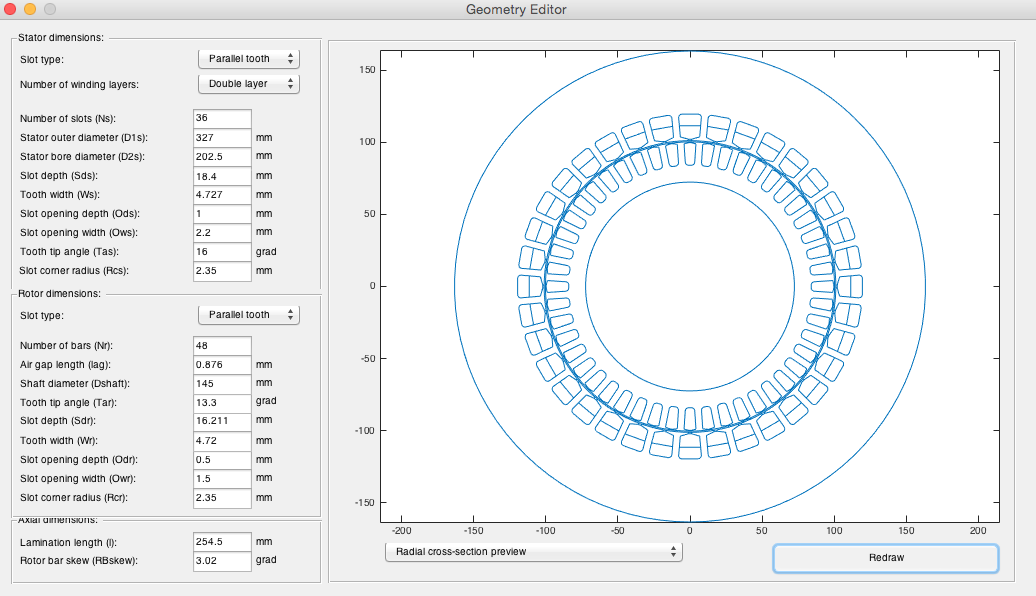 Geometry Editor
Stator dimensions:
Slot type: Parallel tooth
Number of winding layers: Double layer
Number of slots (Ns): 36
Stator outer diameter (D1s): 327 mm
Stator bore diameter (D2s): 202.5 mm
Slot depth (Sds): 18.4 mm
Tooth width (Ws): 4.727 mm
Slot opening depth (Ods): 1 mm
Slot opening width (Ows): 2.2 mm
Tooth tip angle (Tas): 16 grad
Slot corner radius (Rcs): 2.35 mm
Rotor dimensions:
Slot type: Parallel tooth
Number of bars (Nr): 48
Air gap length (lag): 0.876 mm
Shaft diameter (Dshaft): 145 mm
Tooth tip angle (Tar): 13.3 grad
Slot depth (Sdr): 16.211 mm
Tooth width (Wr): 4.72 mm
Slot opening depth (Odr): 0.5 mm
Slot opening width (Owr): 1.5 mm
Slot corner radius (Rcr): 2.35 mm
Axial dimensions:
Lamination length (l): 254.5 mm
Rotor bar skew (RBskew): 3.02 grad
150
100
50
0
-50
-100
-150
-200 -150 -100 -50 0 50 100 150 200
Radial cross-section preview
Redraw